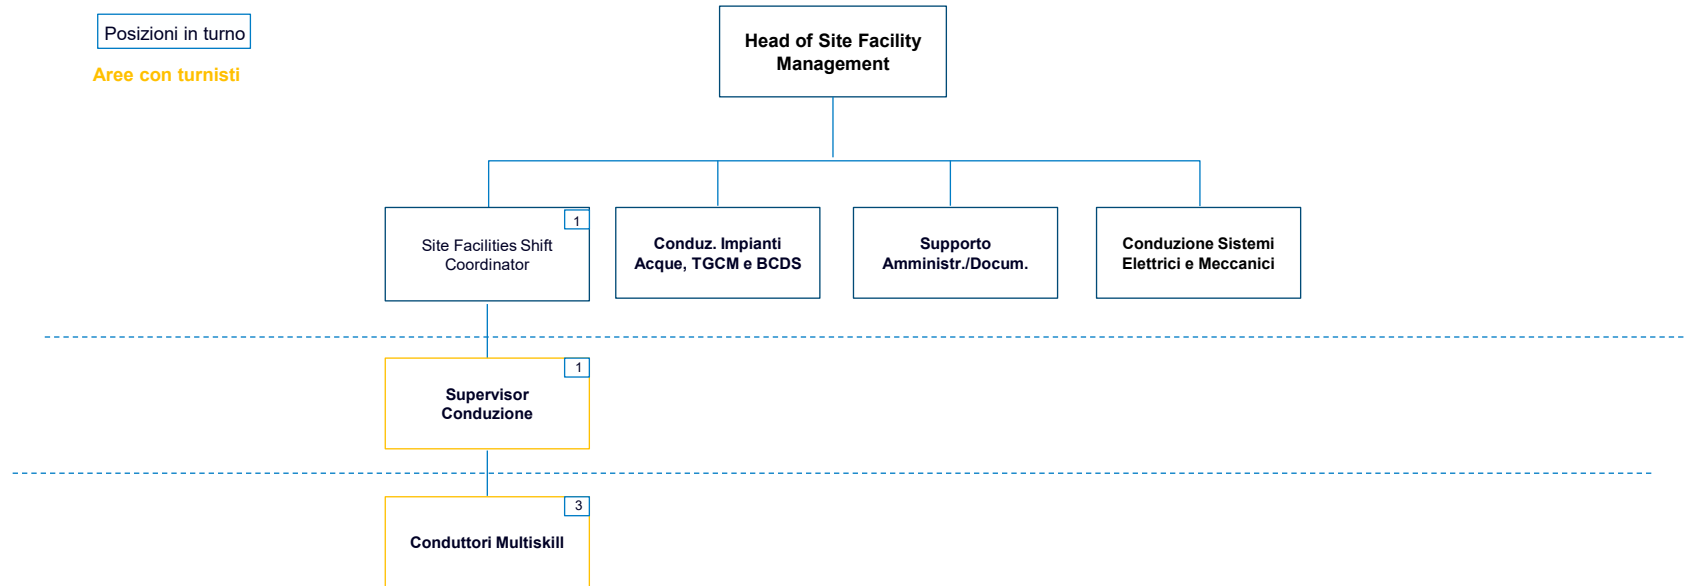 Posizioni in turno
Aree con turnisti
Head of Site Facility
Management
1
Site Facilities Shift
Coordinator
Conduz. Impianti
Acque, TGCM e BCDS
Supporto
Amministr./Docum.
Conduzione Sistemi
Elettrici e Meccanici
1
Supervisor
Conduzione
3
Conduttori Multiskill